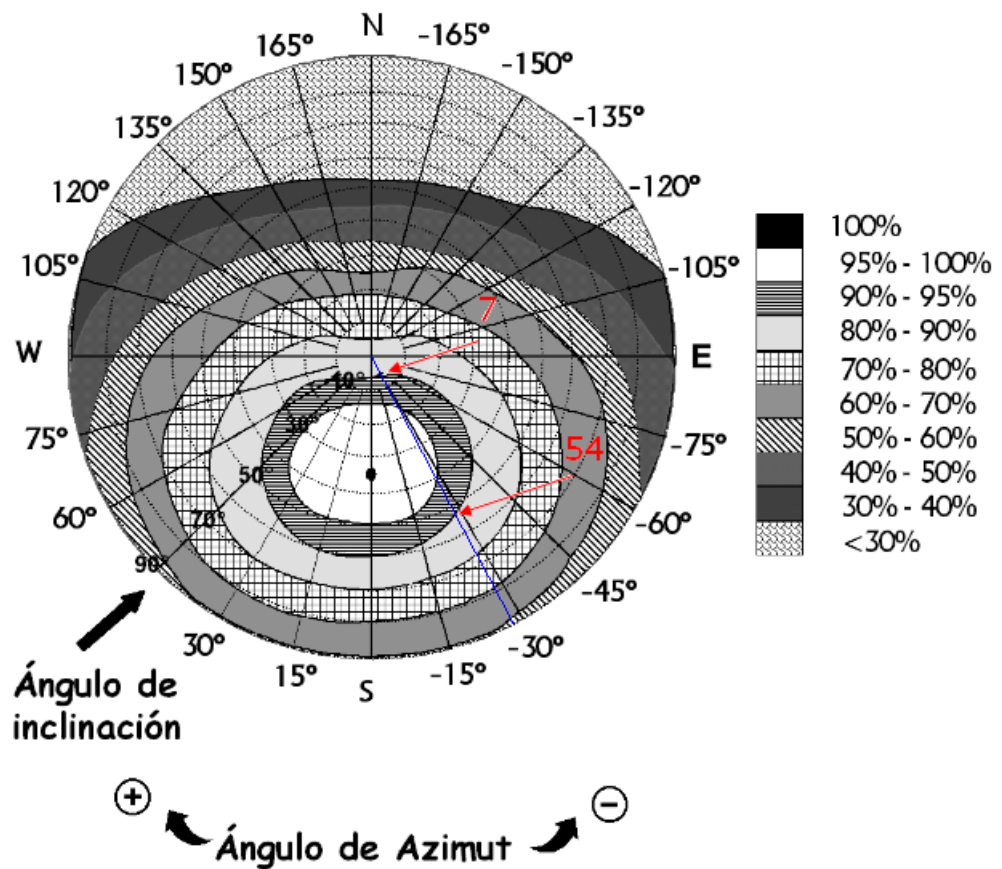 N
165º
-165º
150º
-150º
135º
-135º
120º
-120º
105º
-105º
W
E
75º
-75º
60º
-60º
-45º
30º
-30º
15º
-15º
S
10º
30º
50º
70º
90º
7
54
100%
95% - 100%
90% - 95%
80% - 90%
70% - 80%
60% - 70%
50% - 60%
40% - 50%
30% - 40%
<30%
Ángulo de
inclinación
+
Ángulo de Azimut
−